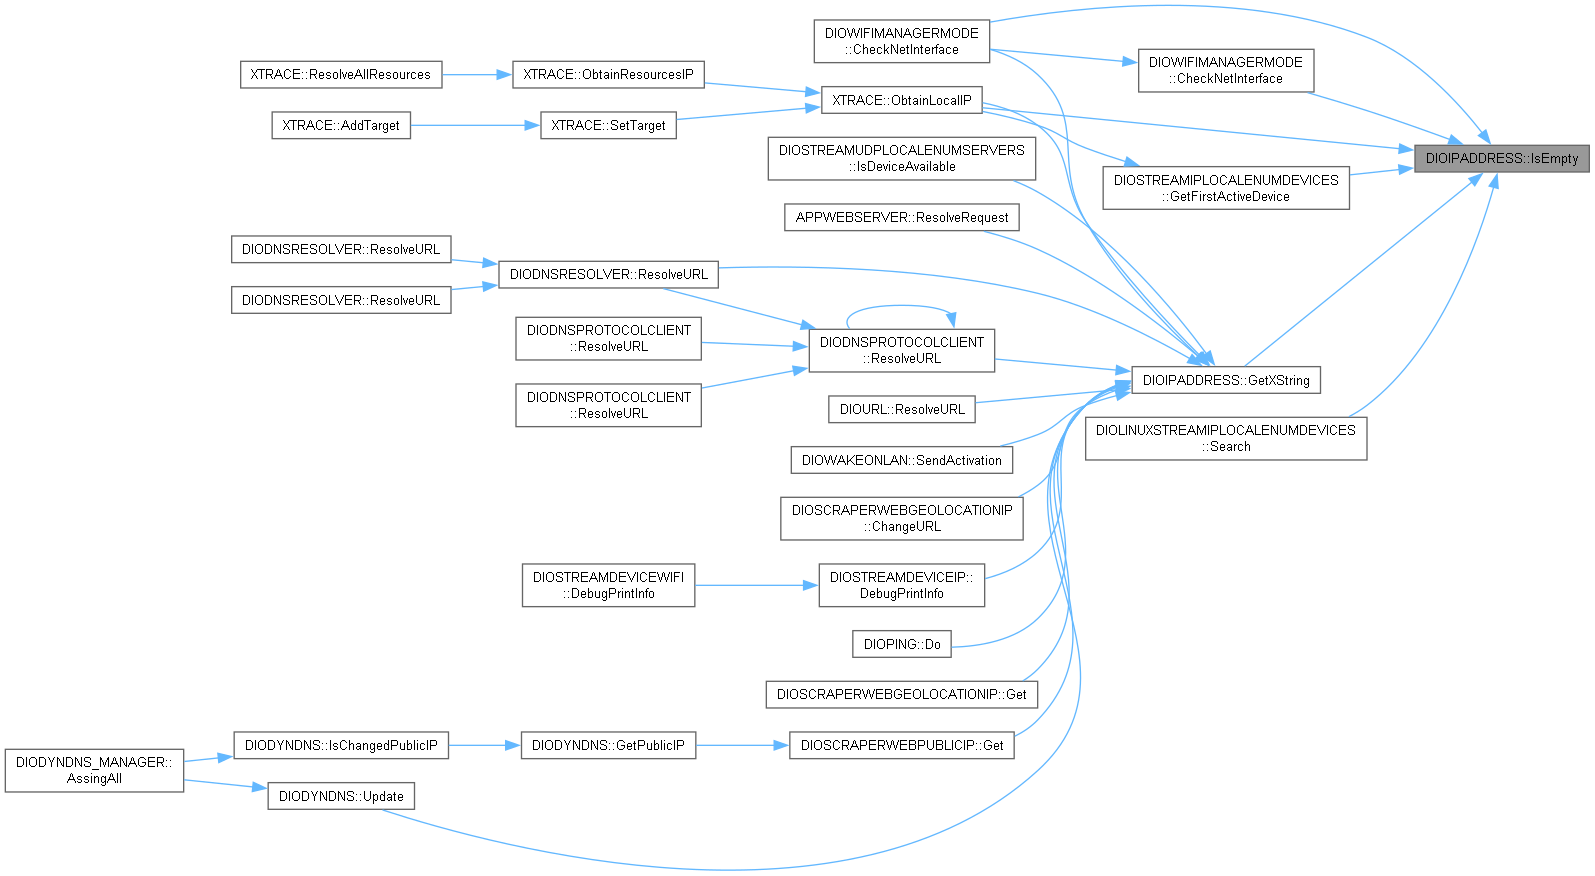 DIOWIFIMANAGERMODE
::CheckNetInterface
DIOWIFIMANAGERMODE
::CheckNetInterface
XTRACE::ResolveAllResources
XTRACE::ObtainResourcesIP
XTRACE::ObtainLocalIP
XTRACE::AddTarget
XTRACE::SetTarget
DIOSTREAMUDPLOCALENUMSERVERS
::IsDeviceAvailable
DIOIPADDRESS::IsEmpty
DIOSTREAMIPLOCALENUMDEVICES
::GetFirstActiveDevice
APPWEBSERVER::ResolveRequest
DIODNSRESOLVER::ResolveURL
DIODNSRESOLVER::ResolveURL
DIODNSRESOLVER::ResolveURL
DIODNSPROTOCOLCLIENT
::ResolveURL
DIODNSPROTOCOLCLIENT
::ResolveURL
DIODNSPROTOCOLCLIENT
::ResolveURL
DIOIPADDRESS::GetXString
DIOURL::ResolveURL
DIOLINUXSTREAMIPLOCALENUMDEVICES
::Search
DIOWAKEONLAN::SendActivation
DIOSCRAPERWEBGEOLOCATIONIP
::ChangeURL
DIOSTREAMDEVICEWIFI
::DebugPrintInfo
DIOSTREAMDEVICEIP::
DebugPrintInfo
DIOPING::Do
DIOSCRAPERWEBGEOLOCATIONIP::Get
DIODYNDNS_MANAGER::
AssingAll
DIODYNDNS::IsChangedPublicIP
DIODYNDNS::GetPublicIP
DIOSCRAPERWEBPUBLICIP::Get
DIODYNDNS::Update